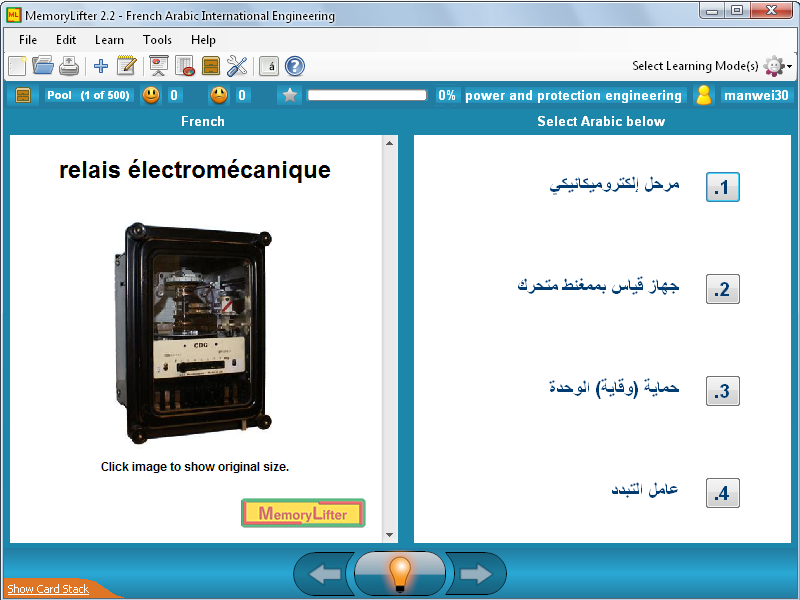 MemoryLifter 2.2 - French Arabic International Engineering
File Edit Learn Tools Help
Select Learning Mode(s)
Pool (1 of 500) 0 0 0% power and protection engineering manwei30
French
Select Arabic below
relais électromécanique
CDG
Click image to show original size.
MemoryLifter
مرحل إلكتروميكانيكي .1
جهاز قياس بممغنط متحرك .2
حماية (وقاية) الوحدة .3
عامل التبدد .4
Show Card Stack